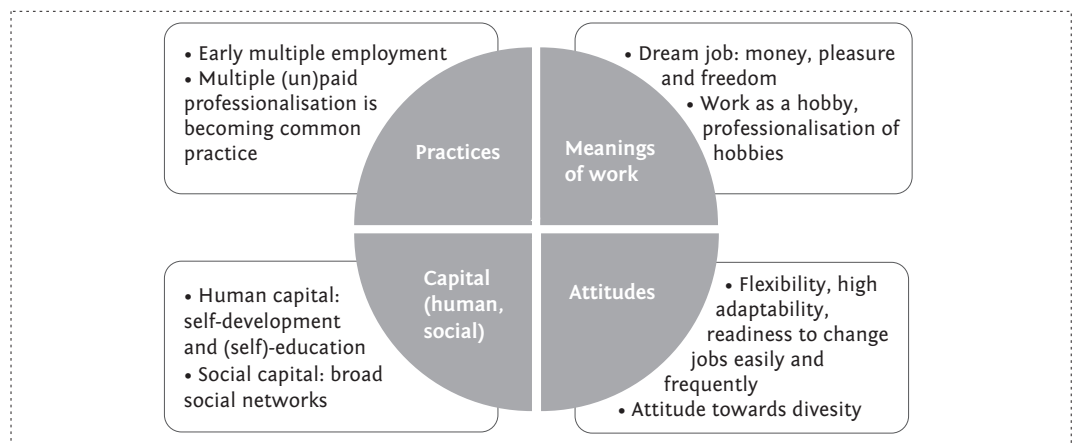 • Early multiple employment
• Multiple (un)paid
professionalisation is
becoming common
practice
Practices
Meanings
of work
• Dream job: money, pleasure
and freedom
• Work as a hobby,
professionalisation of
hobbies
• Human capital:
self-development
and (self)-education
• Social capital: broad
social networks
Capital
(human,
social)
Attitudes
• Flexibility, high
adaptability,
readiness to change
jobs easily and
frequently
• Attitude towards divesity